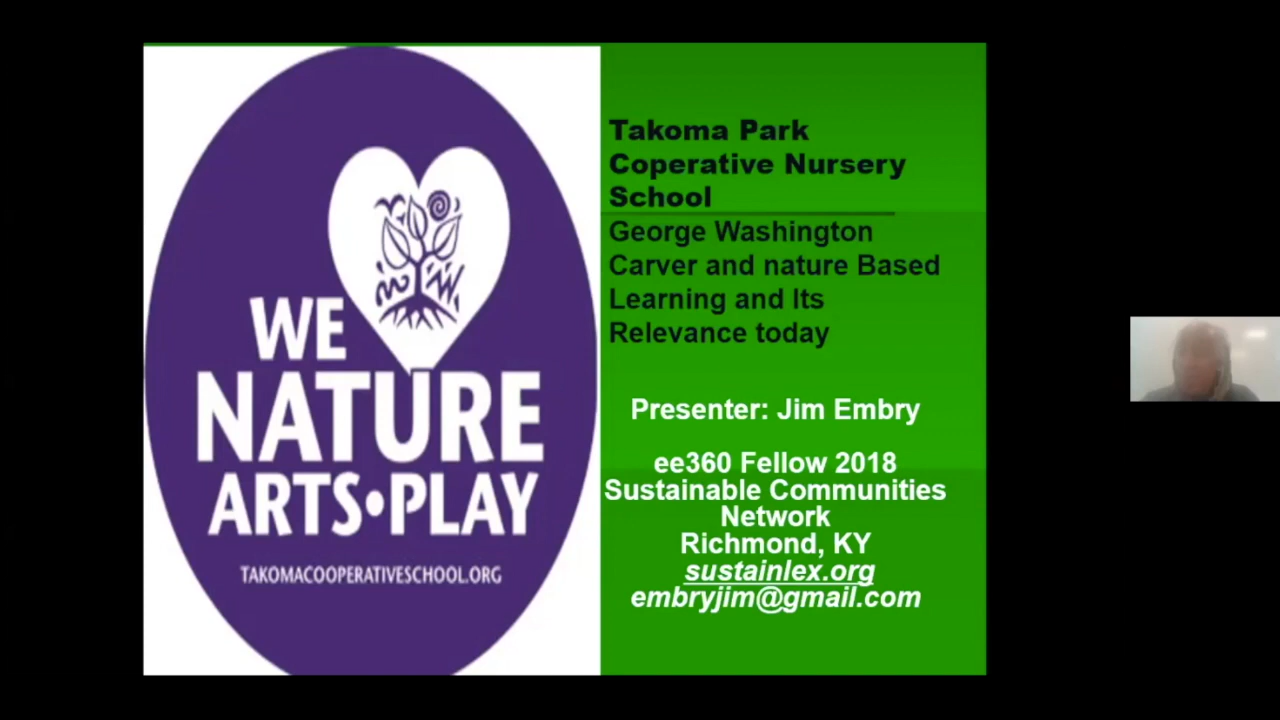 WE
NATURE
ARTS•PLAY
TAKOMACOOPERATIVESCHOOL.ORG
Takoma Park
Coperative Nursery
School
George Washington
Carver and nature Based
Learning and Its
Relevance today
Presenter: Jim Embry
ee360 Fellow 2018
Sustainable Communities
Network
Richmond, KY
sustainlex.org
embryjim@gmail.com